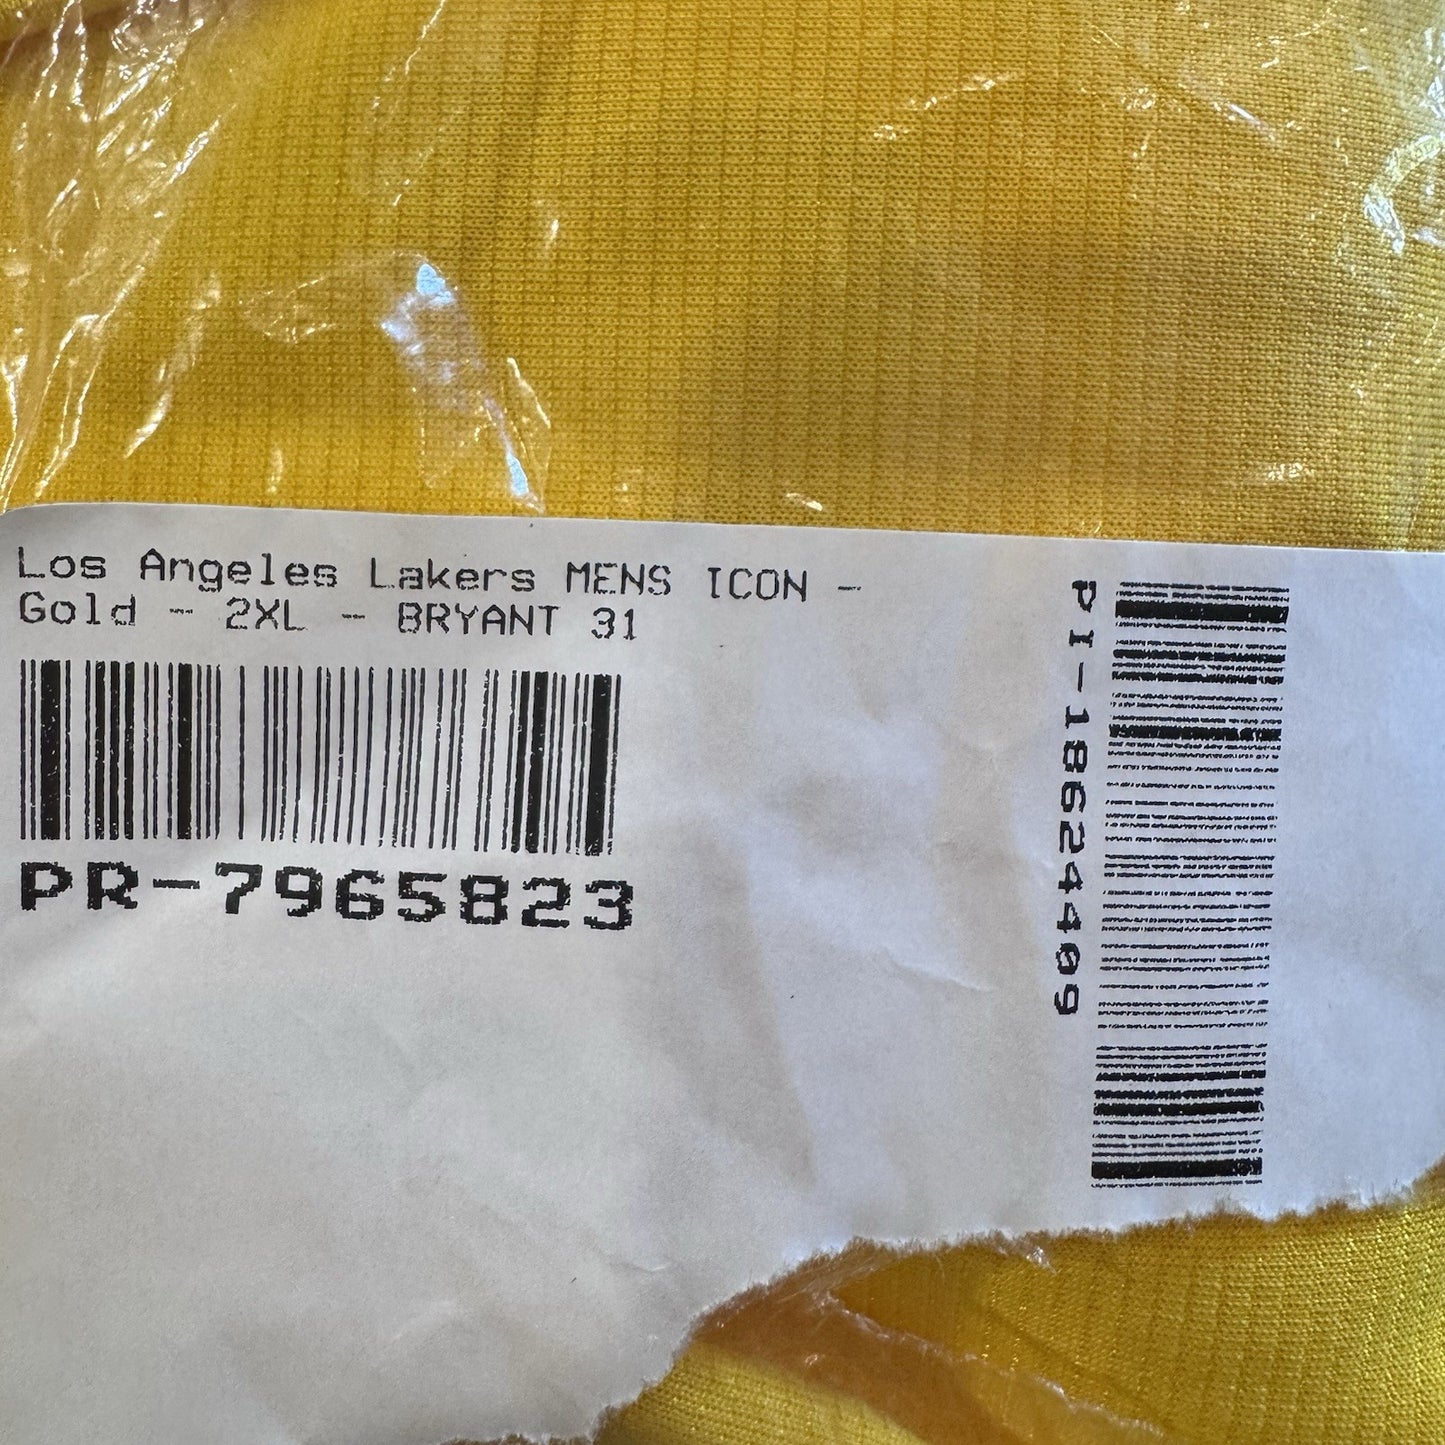 Los Angeles Lakers MENS ICON -
Gold - 2XL - BRYANT 31
PR-7965823
PI-18624409